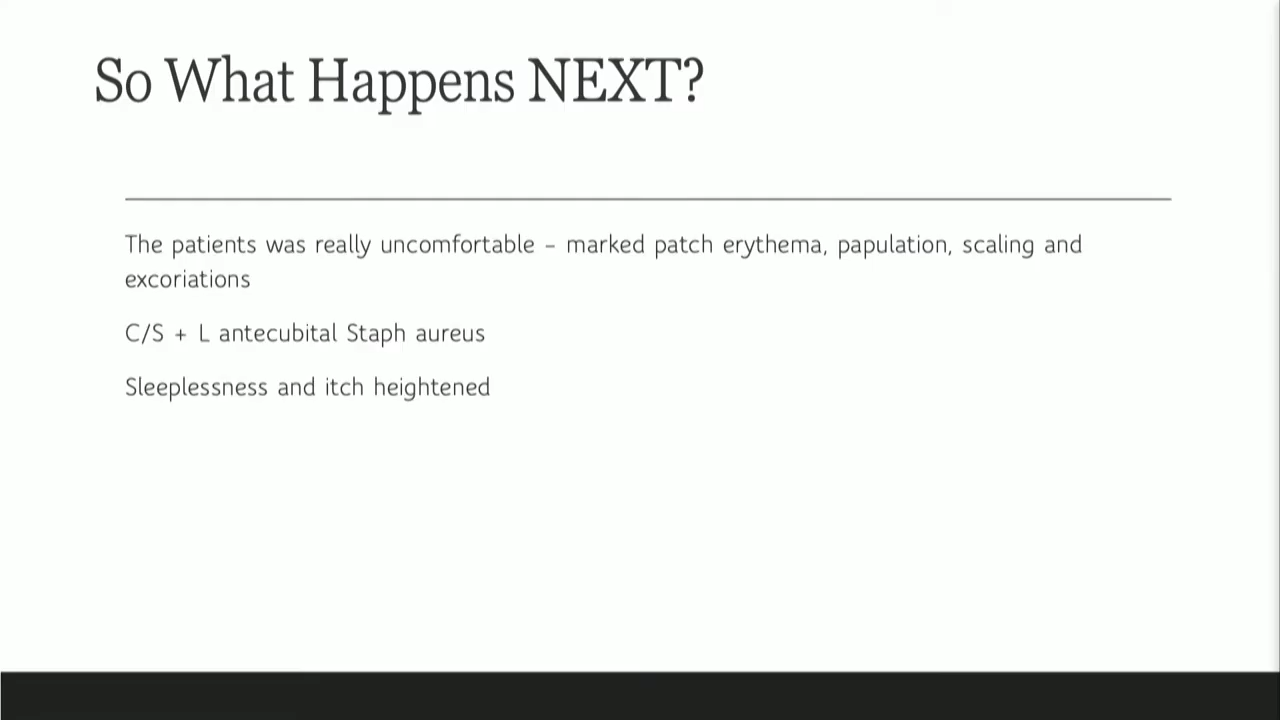 So What Happens NEXT?
The patients was really uncomfortable – marked patch erythema, papulation, scaling and
excoriations
C/S + L antecubital Staph aureus
Sleeplessness and itch heightened